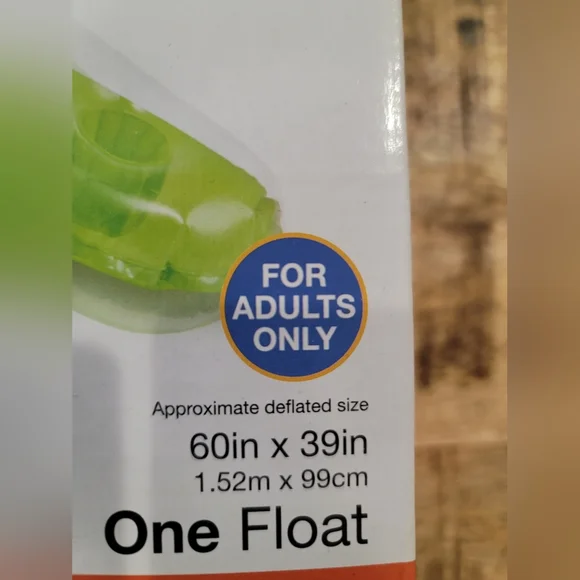 FOR
ADULTS
ONLY
Approximate deflated size
60in x 39in
1.52m x 99cm
One Float